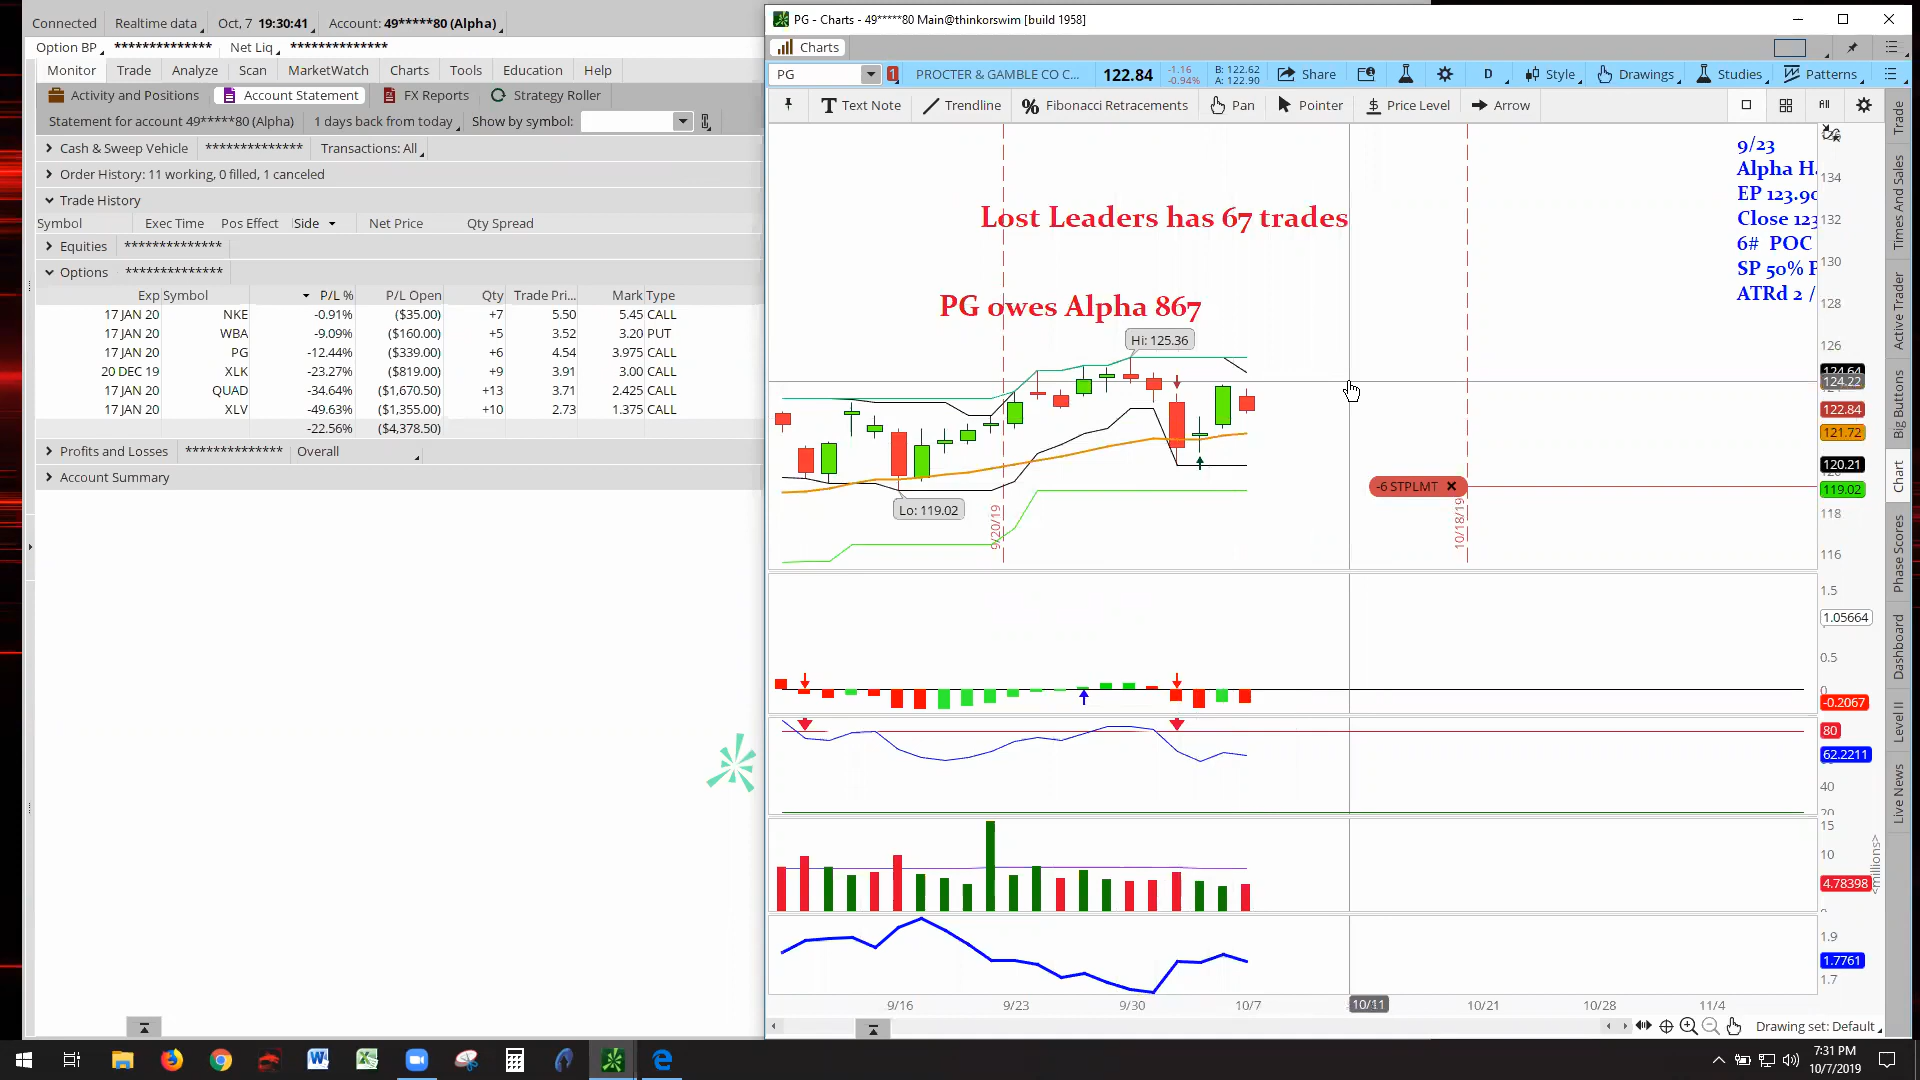 Connected Realtime data Oct, 7 19:30:41 Account: 49*****80 (Alpha)
Option BP ************** Net Liq **************
Monitor Trade Analyze Scan MarketWatch Charts Tools Education Help
Activity and Positions Account Statement FX Reports Strategy Roller
Statement for account 49*****80 (Alpha) 1 days back from today Show by symbol:
Cash & Sweep Vehicle ************** Transactions: All
Order History: 11 working, 0 filled, 1 canceled
Trade History
Symbol Exec Time Pos Effect Side Net Price Qty Spread
Equities **************
Options **************
Exp Symbol P/L % P/L Open Qty Trade Pri... Mark Type
17 JAN 20 NKE -0.91% ($35.00) +7 5.50 5.45 CALL
17 JAN 20 WBA -9.09% ($160.00) +5 3.52 3.20 PUT
17 JAN 20 PG -12.44% ($339.00) +6 4.54 3.975 CALL
20 DEC 19 XLK -23.27% ($819.00) +9 3.91 3.00 CALL
17 JAN 20 QUAD -34.64% ($1,670.50) +13 3.71 2.425 CALL
17 JAN 20 XLV -49.63% ($1,355.00) +10 2.73 1.375 CALL
-22.56% ($4,378.50)
Profits and Losses ************** Overall
Account Summary
PG - Charts - 49*****80 Main@thinkorswim [build 1958]
Charts
PG 1 PROCTER & GAMBLE CO C... 122.84 -1.16 -0.94% B: 122.62 A: 122.90 Share D Style Drawings Studies Patterns
Text Note Trendline Fibonacci Retracements Pan Pointer Price Level Arrow All
9/23
Alpha H
EP 123.90
Close 123
6# POC
SP 50% P
ATRd 2 /
Lost Leaders has 67 trades
PG owes Alpha 867
Hi: 125.36
Lo: 119.02
9/20/19
10/18/19
-6 STPLMT
134
132
130
128
126
124.64
124.22
122.84
121.72
120.21
119.02
118
116
1.5
1.05664
0.5
0
-0.2067
80
62.2211
40
20
15
10
4.78398
<millions>
1.9
1.7761
1.7
9/16 9/23 9/30 10/7 10/11 10/21 10/28 11/4
Drawing set: Default
Trade
Times And Sales
Active Trader
Big Buttons
Chart
Phase Scores
Dashboard
Level II
Live News
7:31 PM
10/7/2019